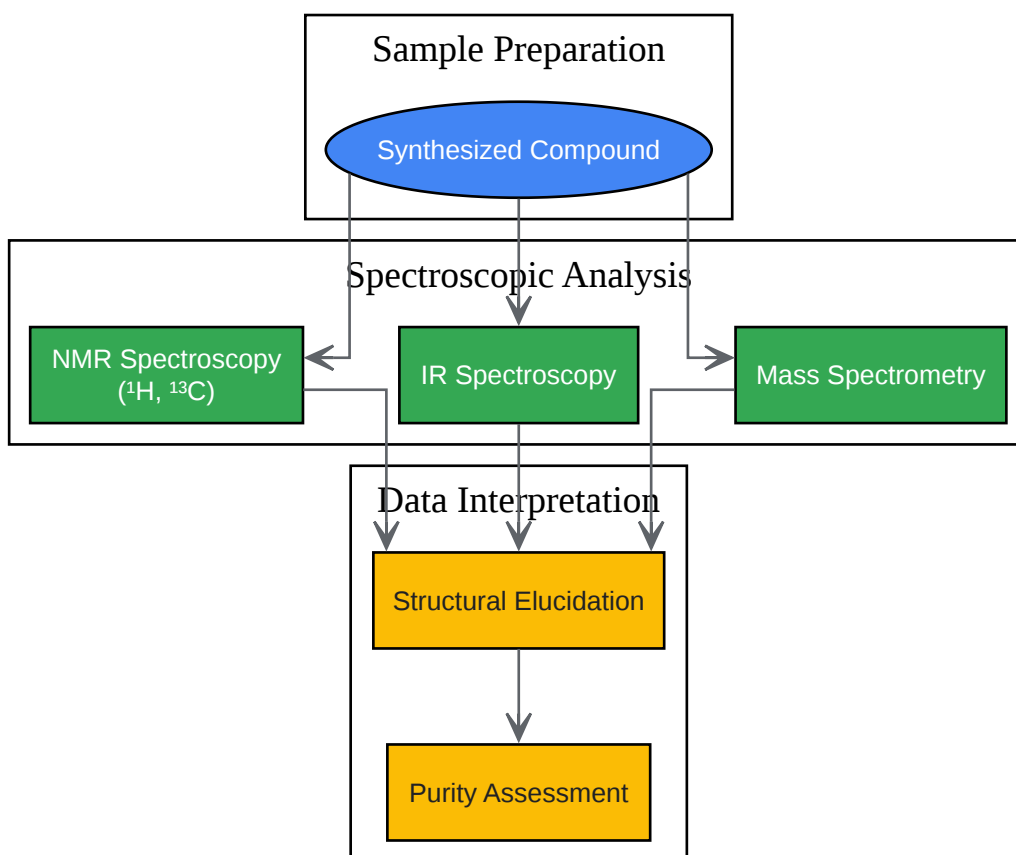 Sample Preparation
Synthesized Compound
Spectroscopic Analysis
NMR Spectroscopy
(¹H, ¹³C)
IR Spectroscopy
Mass Spectrometry
Data Interpretation
Structural Elucidation
Purity Assessment